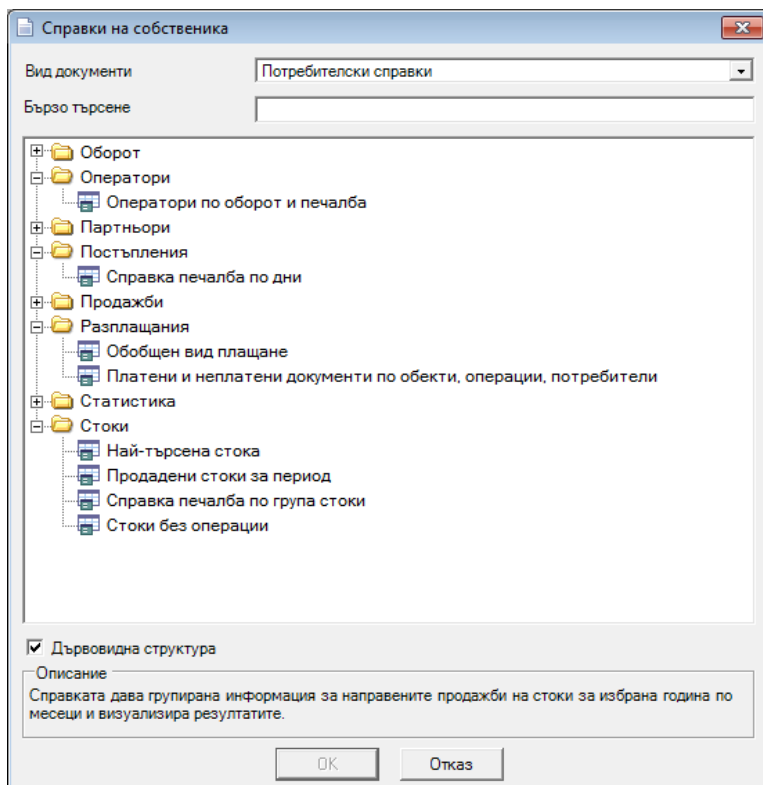 Справки на собственика
Вид документи
Потребителски справки
Бързо търсене
Оборот
Оператори
Оператори по оборот и печалба
Партньори
Постъпления
Справка печалба по дни
Продажби
Разплащания
Обобщен вид плащане
Платени и неплатени документи по обекти, операции, потребители
Статистика
Стоки
Най-търсена стока
Продадени стоки за период
Справка печалба по група стоки
Стоки без операции
Дървовидна структура
Описание
Справката дава групирана информация за направените продажби на стоки за избрана година по
месеци и визуализира резултатите.
OK
Отказ